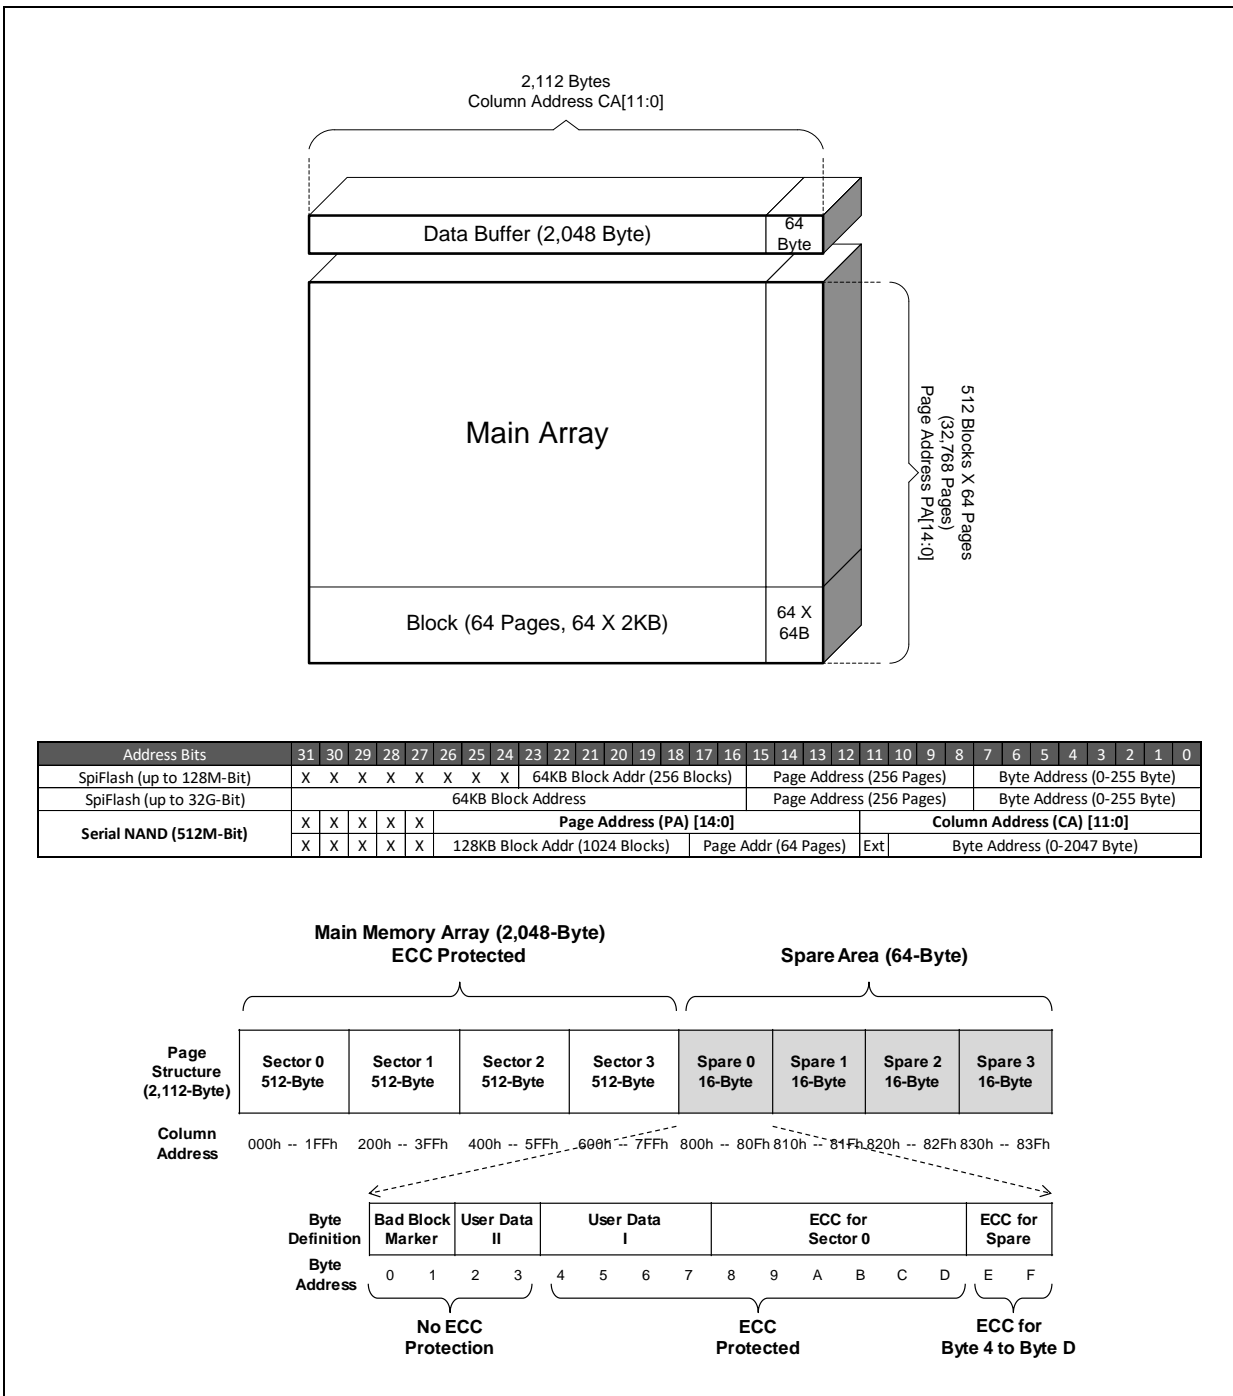 2,112 Bytes
Column Address CA[11:0]
Data Buffer (2,048 Byte)
64
Byte
Main Array
512 Blocks X 64 Pages
(32,768 Pages)
Page Address PA[14:0]
Block (64 Pages, 64 X 2KB)
64 X
64B
Address Bits 31 30 29 28 27 26 25 24 23 22 21 20 19 18 17 16 15 14 13 12 11 10 9 8 7 6 5 4 3 2 1 0
SpiFlash (up to 128M-Bit) X X X X X X X X 64KB Block Addr (256 Blocks) Page Address (256 Pages) Byte Address (0-255 Byte)
SpiFlash (up to 32G-Bit) 64KB Block Address Page Address (256 Pages) Byte Address (0-255 Byte)
Serial NAND (512M-Bit)
X X X X X Page Address (PA) [14:0] Column Address (CA) [11:0]
X X X X X 128KB Block Addr (1024 Blocks) Page Addr (64 Pages) Ext Byte Address (0-2047 Byte)
Main Memory Array (2,048-Byte)
ECC Protected
Spare Area (64-Byte)
Page
Structure
(2,112-Byte)
Sector 0 Sector 1 Sector 2 Sector 3 Spare 0 Spare 1 Spare 2 Spare 3
512-Byte 512-Byte 512-Byte 512-Byte 16-Byte 16-Byte 16-Byte 16-Byte
Column
Address
000h -- 1FFh 200h -- 3FFh 400h -- 5FFh 600h -- 7FFh 800h -- 80Fh 810h -- 81Fh 820h -- 82Fh 830h -- 83Fh
Byte
Definition
Bad Block User Data User Data ECC for ECC for
Marker II I Sector 0 Spare
Byte
Address
0 1 2 3 4 5 6 7 8 9 A B C D E F
No ECC
Protection
ECC
Protected
ECC for
Byte 4 to Byte D